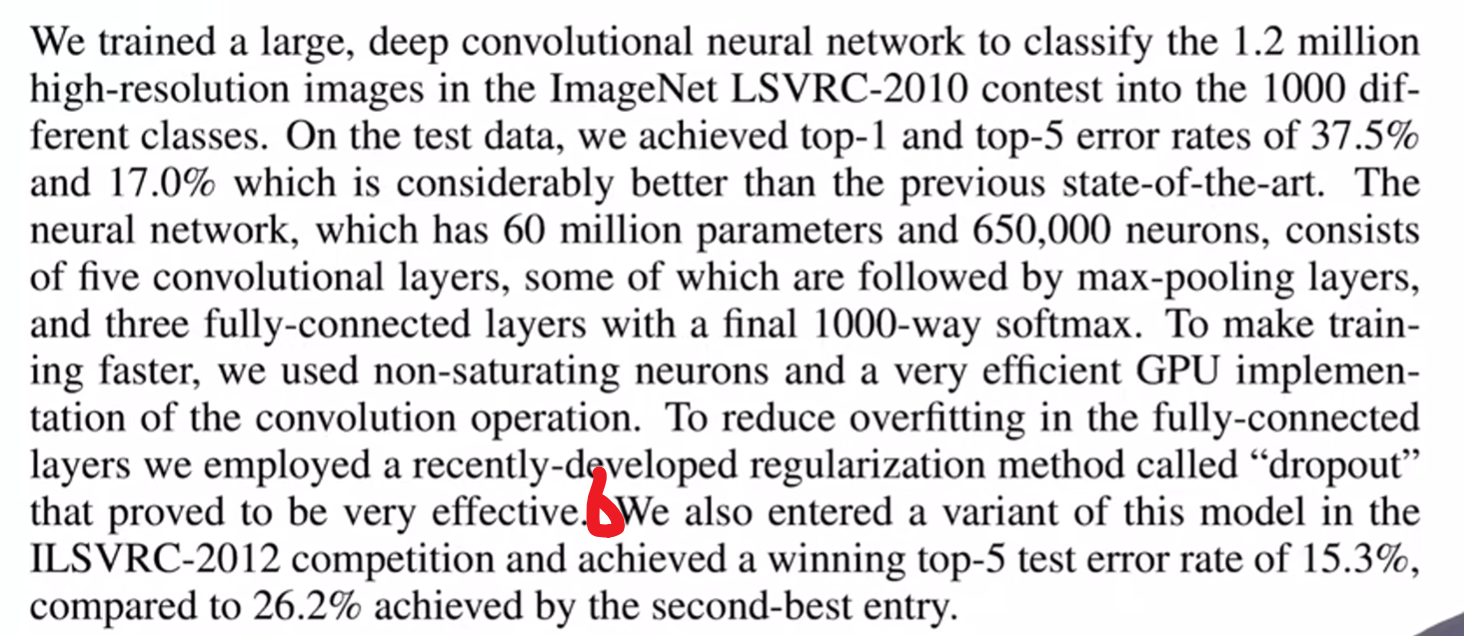 We trained a large, deep convolutional neural network to classify the 1.2 million
high-resolution images in the ImageNet LSVRC-2010 contest into the 1000 dif-
ferent classes. On the test data, we achieved top-1 and top-5 error rates of 37.5%
and 17.0% which is considerably better than the previous state-of-the-art. The
neural network, which has 60 million parameters and 650,000 neurons, consists
of five convolutional layers, some of which are followed by max-pooling layers,
and three fully-connected layers with a final 1000-way softmax. To make train-
ing faster, we used non-saturating neurons and a very efficient GPU implemen-
tation of the convolution operation. To reduce overfitting in the fully-connected
layers we employed a recently-developed regularization method called “dropout”
that proved to be very effective. We also entered a variant of this model in the
ILSVRC-2012 competition and achieved a winning top-5 test error rate of 15.3%,
compared to 26.2% achieved by the second-best entry.